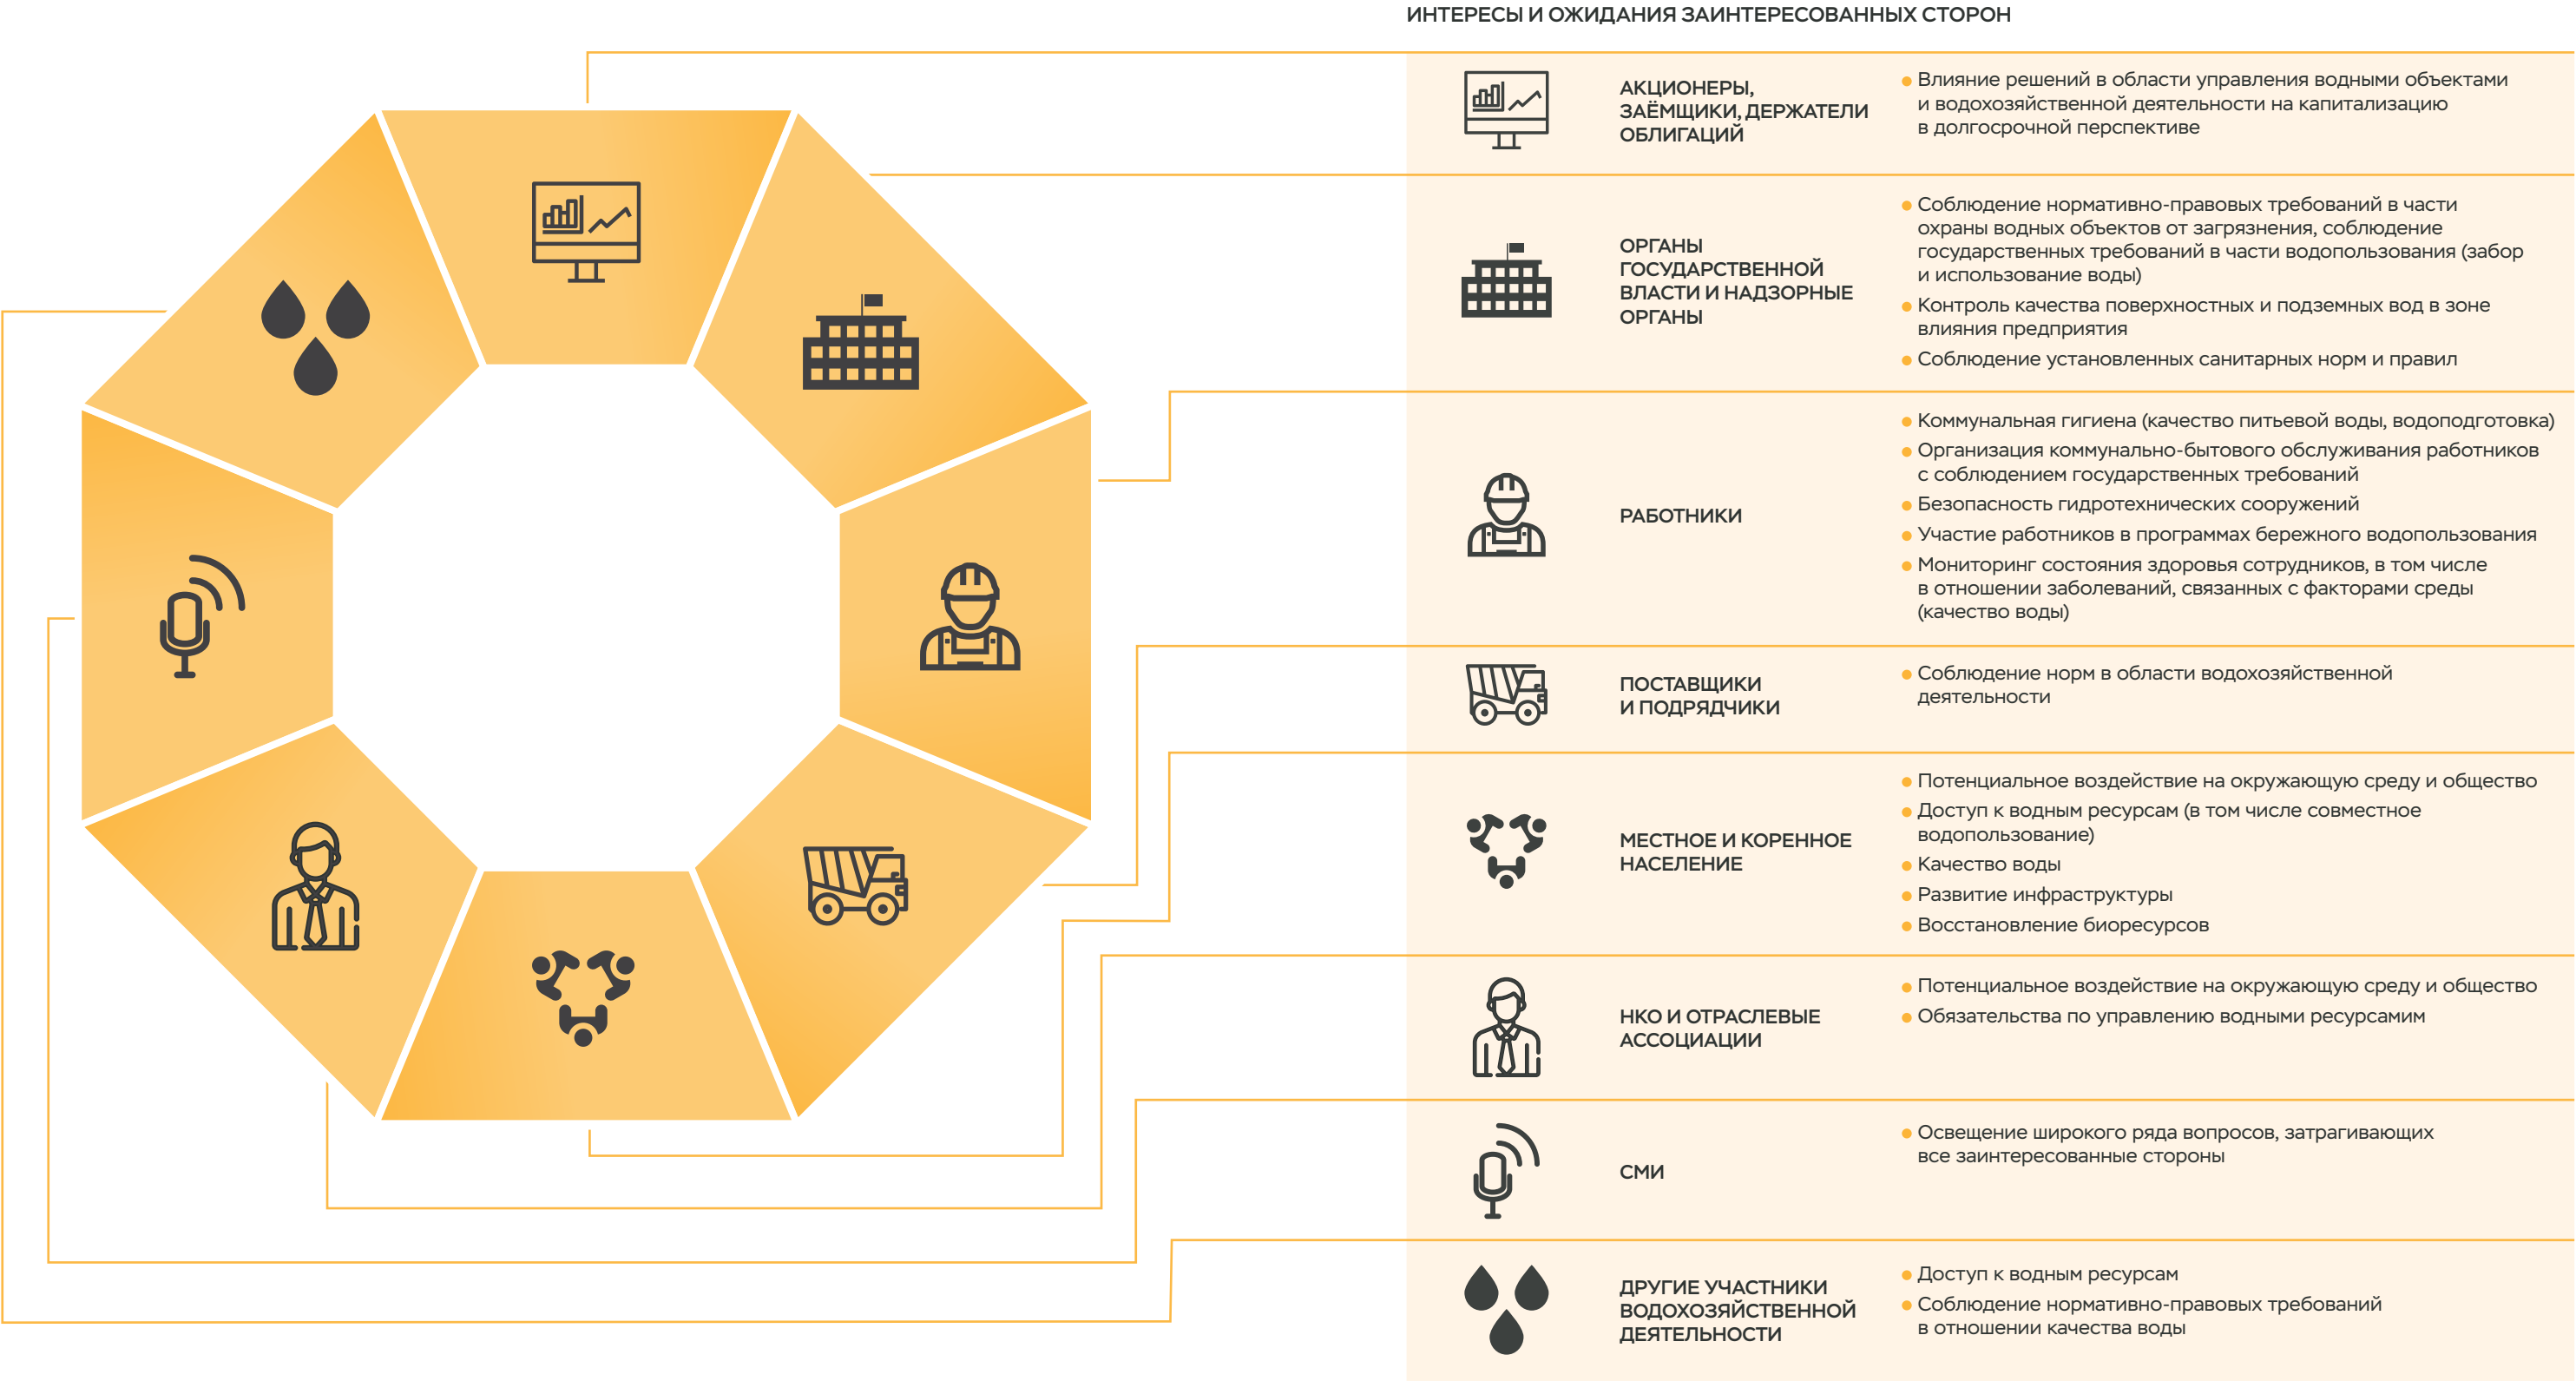 ИНТЕРЕСЫ И ОЖИДАНИЯ ЗАИНТЕРЕСОВАННЫХ СТОРОН
АКЦИОНЕРЫ,
ЗАЁМЩИКИ, ДЕРЖАТЕЛИ
ОБЛИГАЦИЙ
Влияние решений в области управления водными объектами
и водохозяйственной деятельности на капитализацию
в долгосрочной перспективе
ОРГАНЫ
ГОСУДАРСТВЕННОЙ
ВЛАСТИ И НАДЗОРНЫЕ
ОРГАНЫ
Соблюдение нормативно-правовых требований в части
охраны водных объектов от загрязнения, соблюдение
государственных требований в части водопользования (забор
и использование воды)
Контроль качества поверхностных и подземных вод в зоне
влияния предприятия
Соблюдение установленных санитарных норм и правил
РАБОТНИКИ
Коммунальная гигиена (качество питьевой воды, водоподготовка)
Организация коммунально-бытового обслуживания работников
с соблюдением государственных требований
Безопасность гидротехнических сооружений
Участие работников в программах бережного водопользования
Мониторинг состояния здоровья сотрудников, в том числе
в отношении заболеваний, связанных с факторами среды
(качество воды)
ПОСТАВЩИКИ
И ПОДРЯДЧИКИ
Соблюдение норм в области водохозяйственной
деятельности
МЕСТНОЕ И КОРЕННОЕ
НАСЕЛЕНИЕ
Потенциальное воздействие на окружающую среду и общество
Доступ к водным ресурсам (в том числе совместное
водопользование)
Качество воды
Развитие инфраструктуры
Восстановление биоресурсов
НКО И ОТРАСЛЕВЫЕ
АССОЦИАЦИИ
Потенциальное воздействие на окружающую среду и общество
Обязательства по управлению водными ресурсамим
СМИ
Освещение широкого ряда вопросов, затрагивающих
все заинтересованные стороны
ДРУГИЕ УЧАСТНИКИ
ВОДОХОЗЯЙСТВЕННОЙ
ДЕЯТЕЛЬНОСТИ
Доступ к водным ресурсам
Соблюдение нормативно-правовых требований
в отношении качества воды